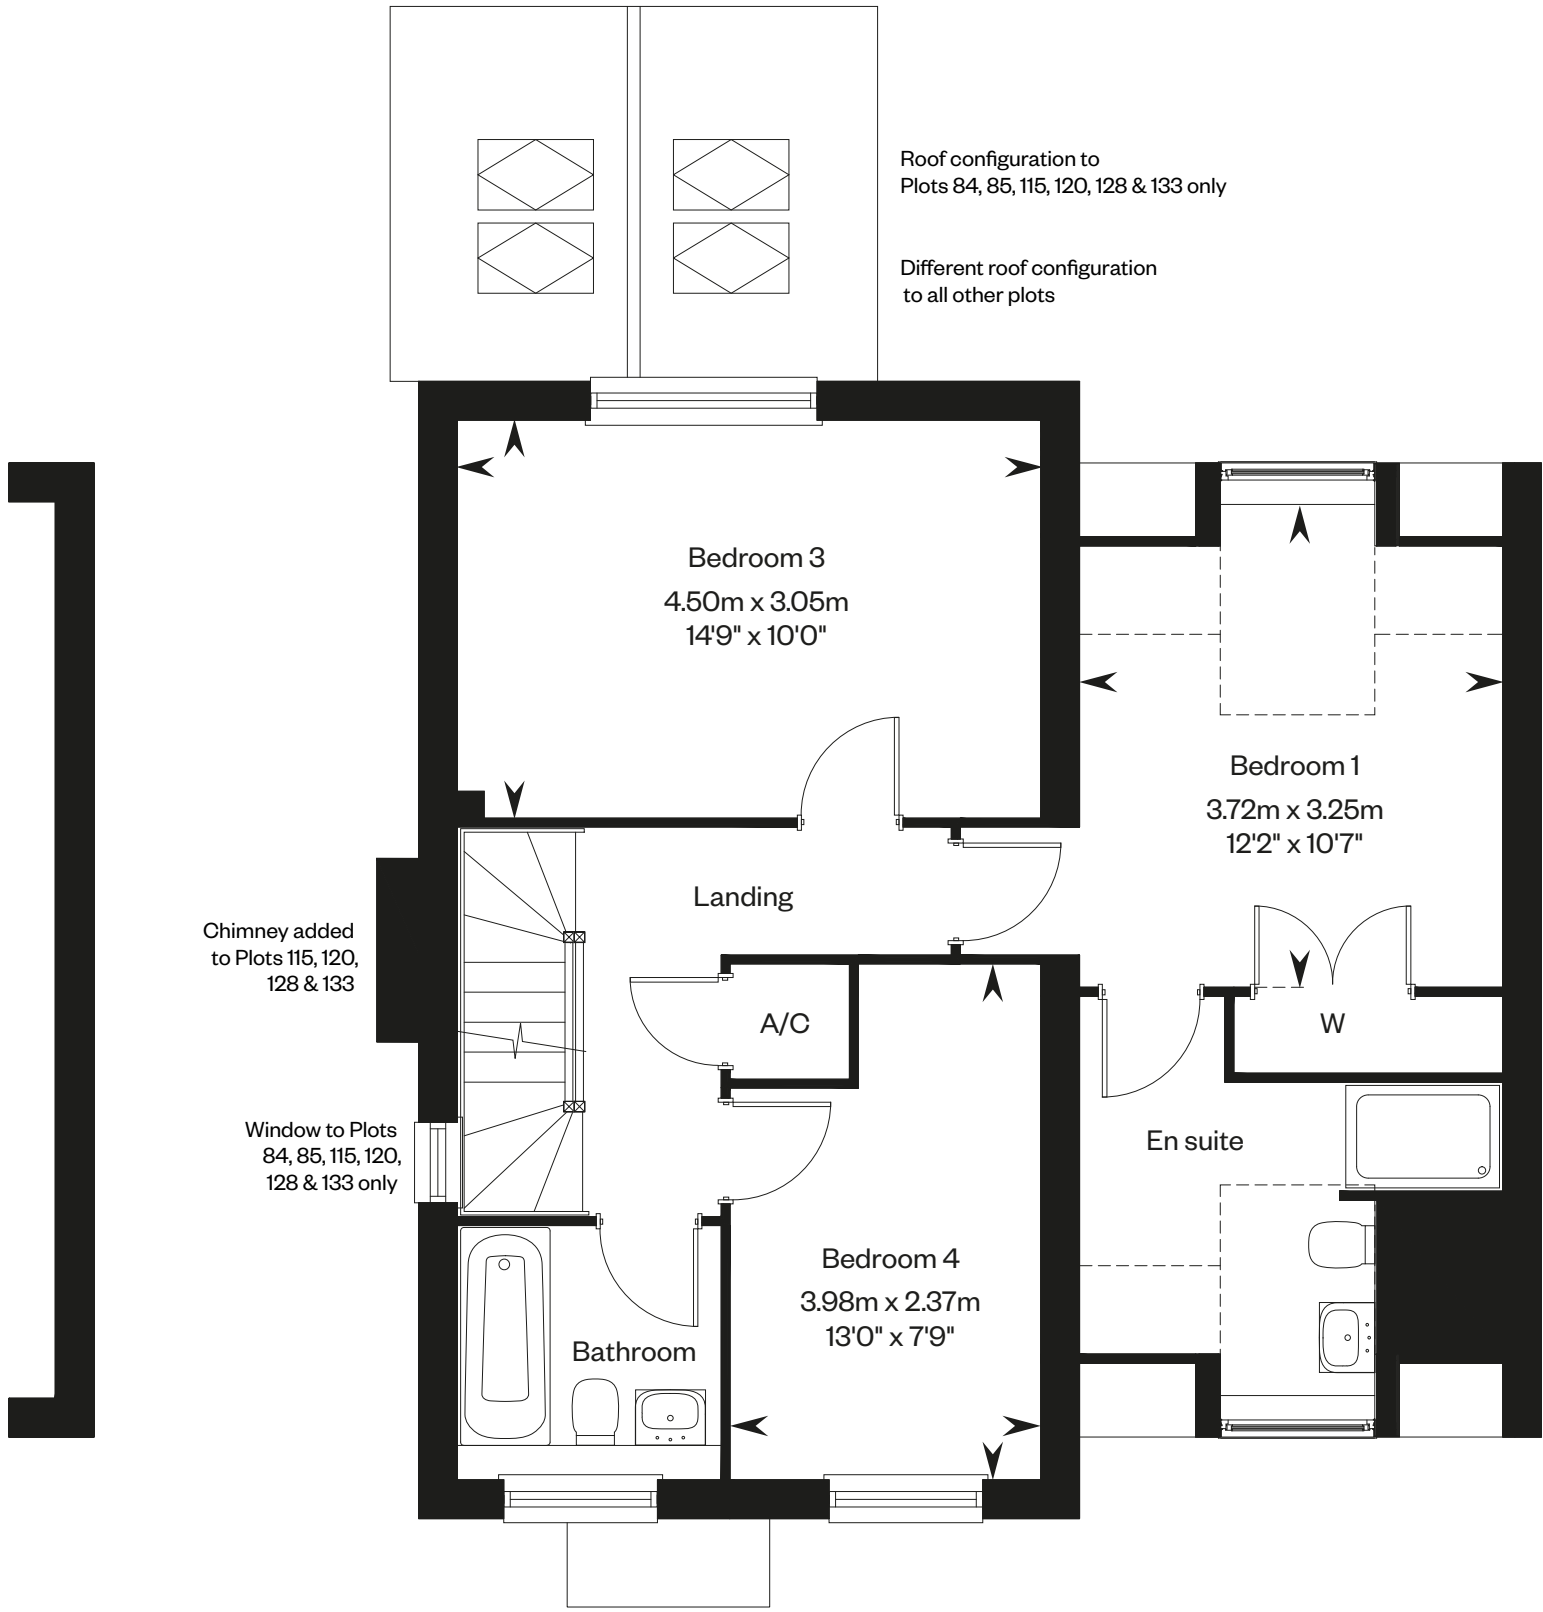 Roof configuration to
Plots 84, 85, 115, 120, 128 & 133 only
Different roof configuration
to all other plots
Bedroom 3
4.50m x 3.05m
14'9" x 10'0"
Bedroom 1
3.72m x 3.25m
12'2" x 10'7"
Landing
Chimney added
to Plots 115, 120,
128 & 133
A/C
W
Window to Plots
84, 85, 115, 120,
128 & 133 only
En suite
Bedroom 4
3.98m x 2.37m
13'0" x 7'9"
Bathroom